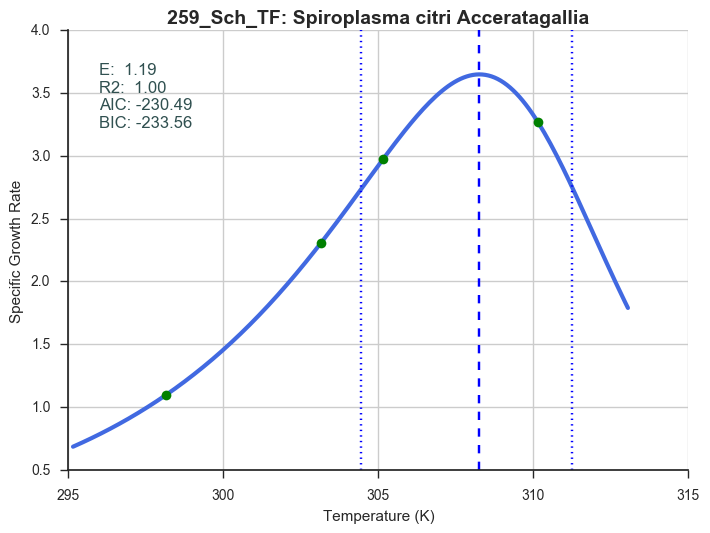 259_Sch_TF: Spiroplasma citri Acceratagallia
E:  1.19
R2:  1.00
AIC: -230.49
BIC: -233.56
Specific Growth Rate
4.0
3.5
3.0
2.5
2.0
1.5
1.0
0.5
295
300
305
310
315
Temperature (K)